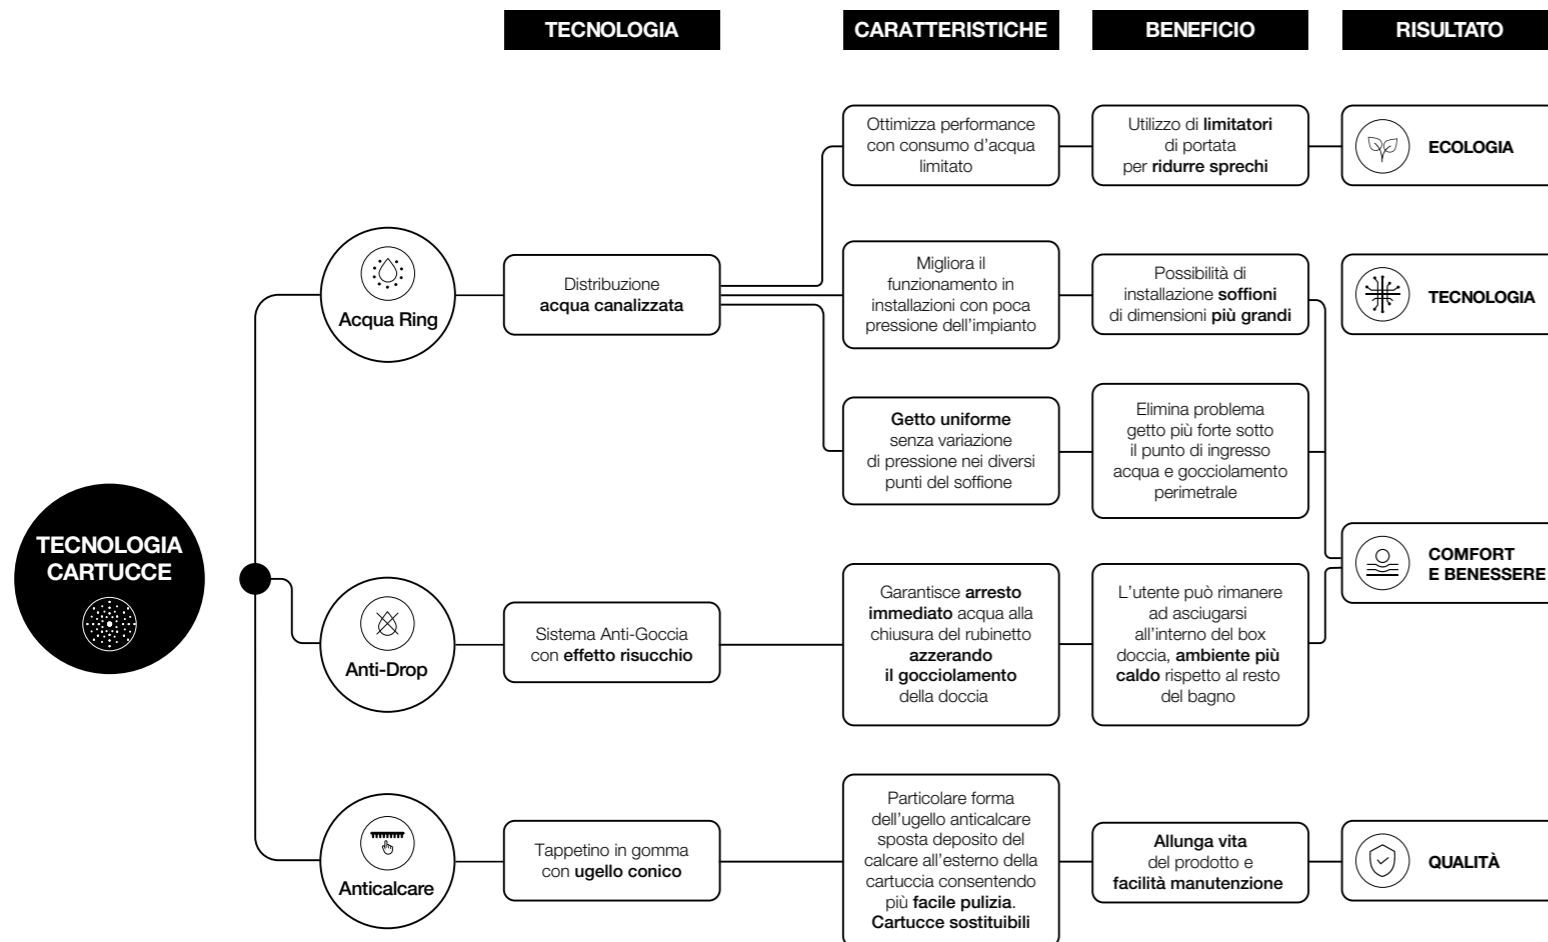 TECNOLOGIA
CARATTERISTICHE
BENEFICIO
RISULTATO
TECNOLOGIA
CARTUCCE
Acqua Ring
Distribuzione
acqua canalizzata
Ottimizza performance
con consumo d'acqua
limitato
Utilizzo di limitatori
di portata
per ridurre sprechi
ECOLOGIA
Migliora il
funzionamento in
installazioni con poca
pressione dell'impianto
Possibilità di
installazione soffioni
di dimensioni più grandi
TECNOLOGIA
Getto uniforme
senza variazione
di pressione nei diversi
punti del soffione
Elimina problema
getto più forte sotto
il punto di ingresso
acqua e gocciolamento
perimetrale
COMFORT
E BENESSERE
Anti-Drop
Sistema Anti-Goccia
con effetto risucchio
Garantisce arresto
immediato acqua alla
chiusura del rubinetto
azzerando
il gocciolamento
della doccia
L'utente può rimanere
ad asciugarsi
all'interno del box
doccia, ambiente più
caldo rispetto al resto
del bagno
Anticalcare
Tappetino in gomma
con ugello conico
Particolare forma
dell'ugello anticalcare
sposta deposito del
calcare all'esterno della
cartuccia consentendo
più facile pulizia.
Cartucce sostituibili
Allunga vita
del prodotto e
facilità manutenzione
QUALITÀ